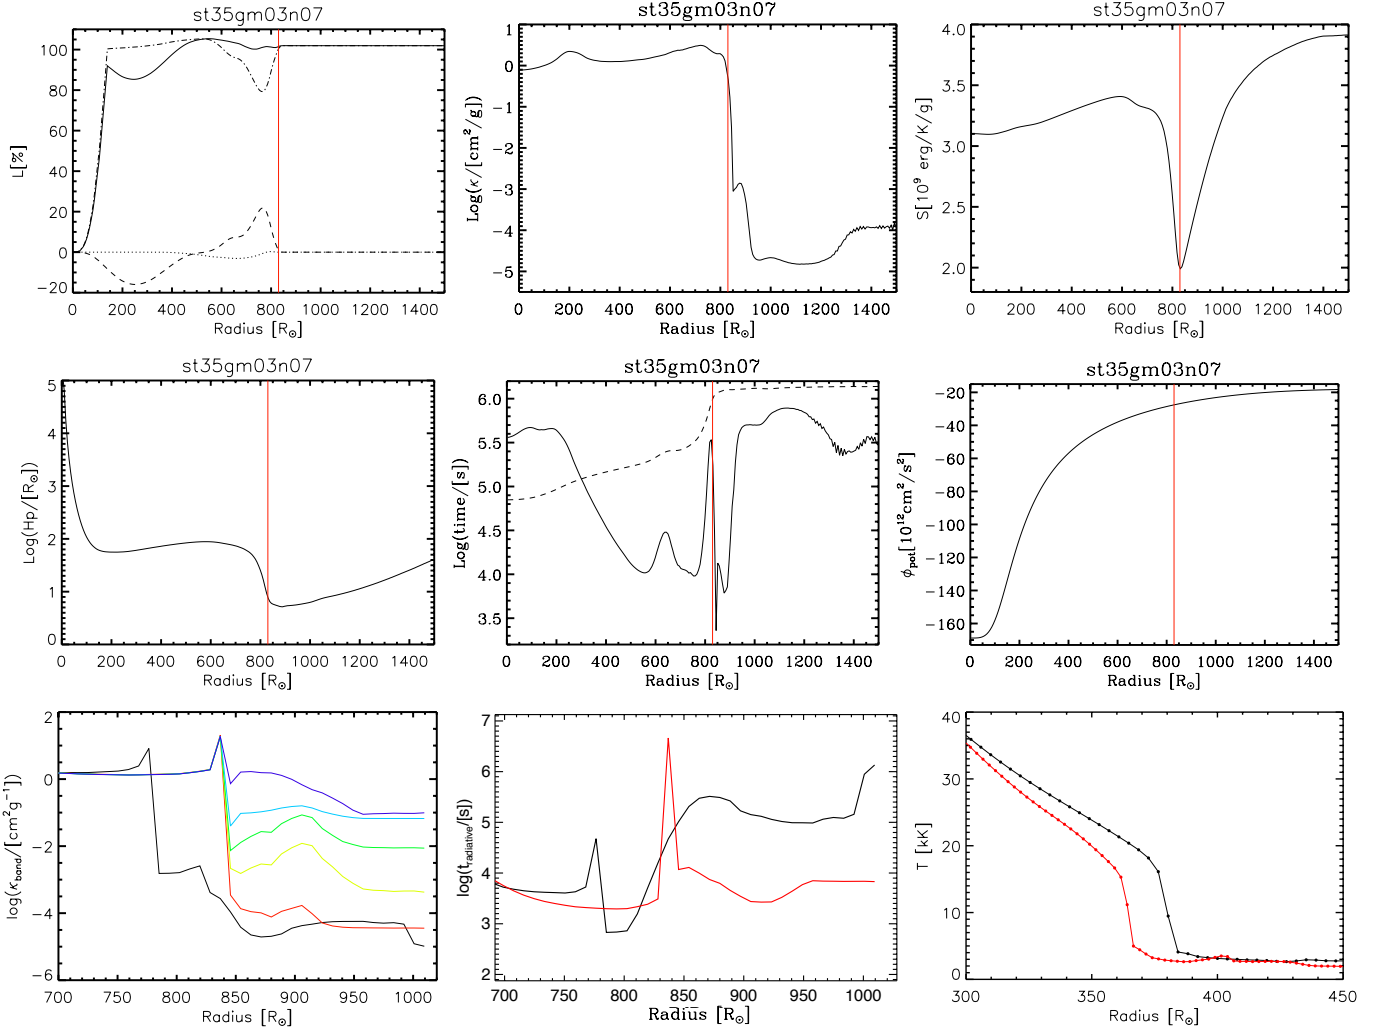 st35gm03n07
L[%]
100
80
60
40
20
0
−20
0 200 400 600 800 1000 1200 1400
Radius [R☉]
st35gm03n07
Log(κ/[cm²/g])
1
0
−1
−2
−3
−4
−5
0 200 400 600 800 1000 1200 1400
Radius [R☉]
st35gm03n07
S[10⁹ erg/K/g]
4.0
3.5
3.0
2.5
2.0
0 200 400 600 800 1000 1200 1400
Radius [R☉]
st35gm03n07
Log(Hp/[R☉])
5
4
3
2
1
0
0 200 400 600 800 1000 1200 1400
Radius [R☉]
st35gm03n07
Log(time/[s])
6.0
5.5
5.0
4.5
4.0
3.5
0 200 400 600 800 1000 1200 1400
Radius [R☉]
st35gm03n07
ϕpot[10¹²cm²/s²]
−20
−40
−60
−80
−100
−120
−140
−160
0 200 400 600 800 1000 1200 1400
Radius [R☉]
log(κband/[cm²g⁻¹])
2
0
−2
−4
−6
700 750 800 850 900 950 1000
Radius [R☉]
log(tradiative/[s])
7
6
5
4
3
2
700 750 800 850 900 950 1000
Radius [R☉]
T [kK]
40
30
20
10
0
300 350 400 450
Radius [R☉]